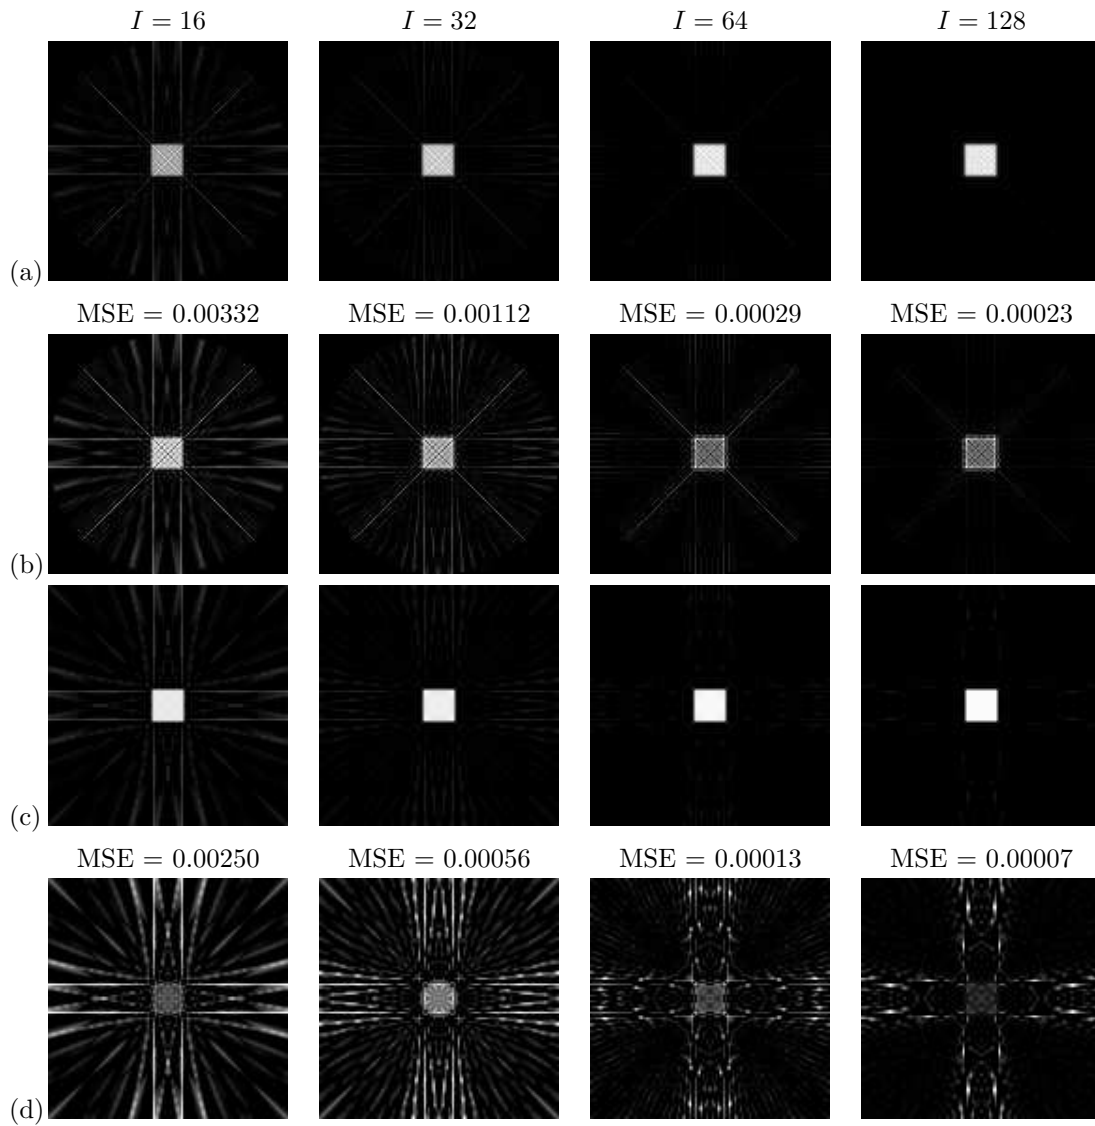 I = 16 I = 32 I = 64 I = 128
(a)
MSE = 0.00332 MSE = 0.00112 MSE = 0.00029 MSE = 0.00023
(b)
(c)
MSE = 0.00250 MSE = 0.00056 MSE = 0.00013 MSE = 0.00007
(d)